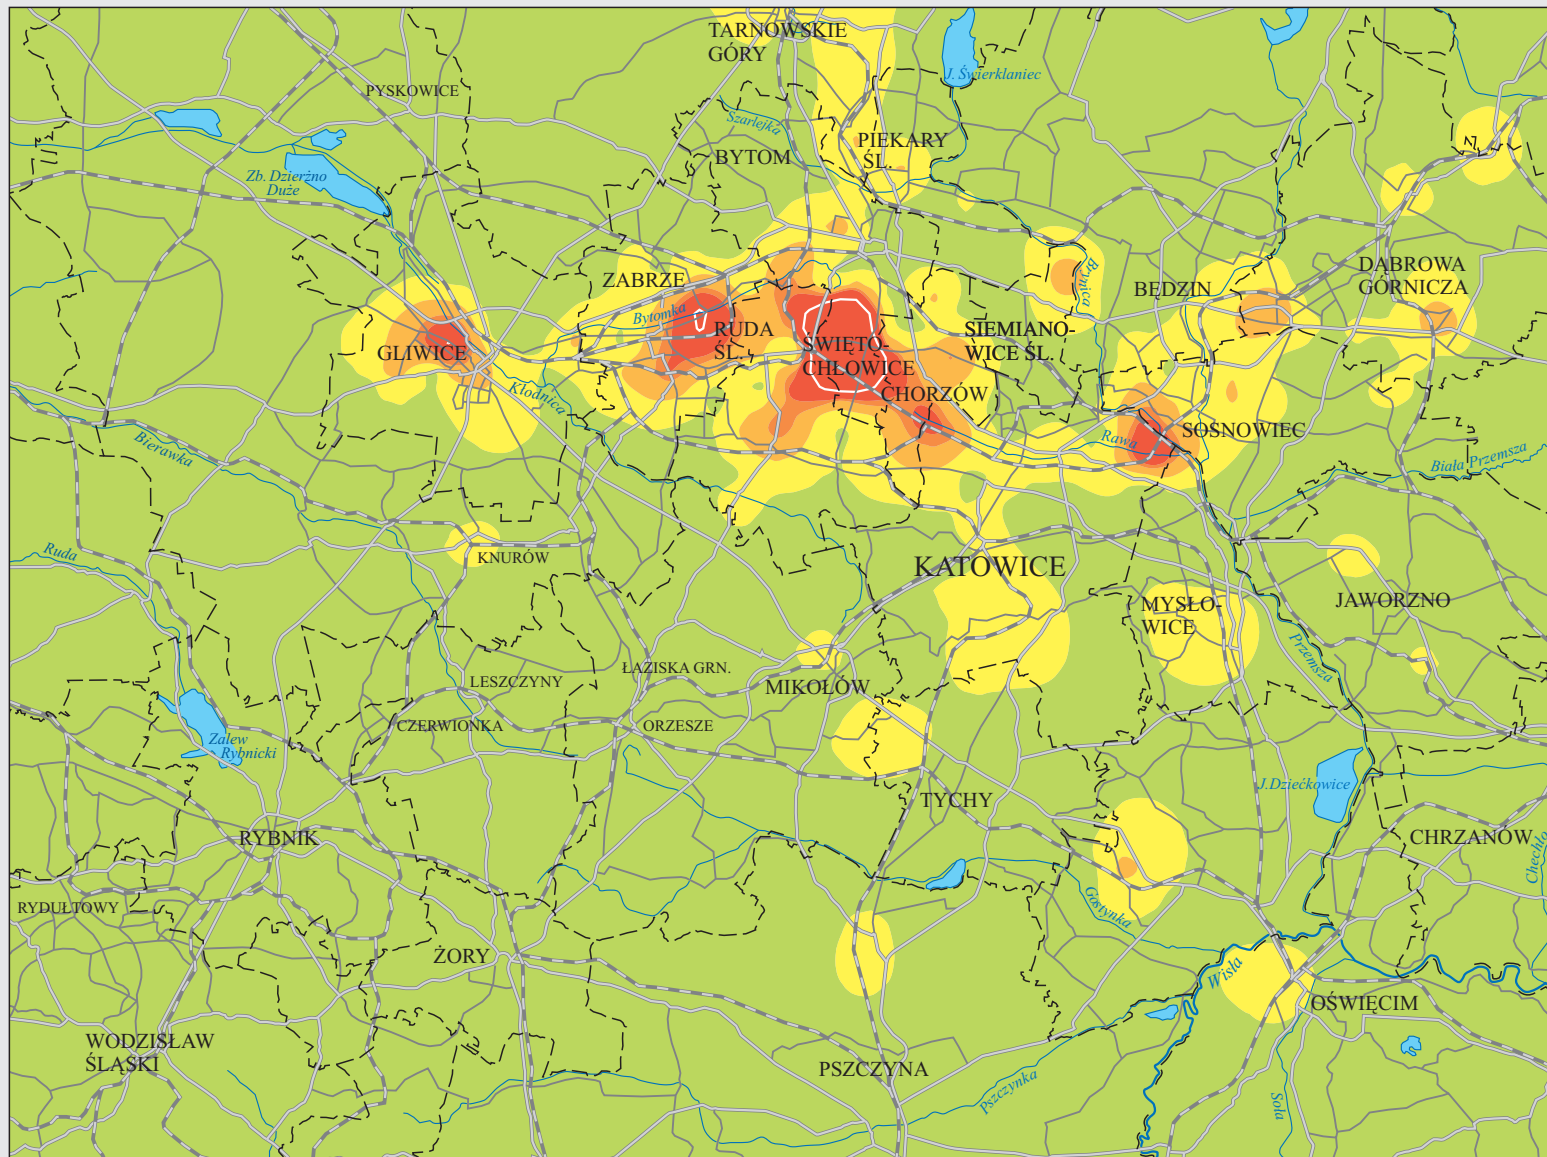 TARNOWSKIE
GÓRY
J. Świerklaniec
PYSKOWICE
Szarlejka
PIEKARY
ŚL.
BYTOM
Zb. Dzierżno
Duże
Brynica
DĄBROWA
GÓRNICZA
ZABRZE
BĘDZIN
Bytomka
RUDA
ŚL.
SIEMIANO-
WICE ŚL.
ŚWIĘTO-
CHŁOWICE
GLIWICE
Kłodnica
CHORZÓW
Rawa
SOSNOWIEC
Bierawka
Biała Przemsza
Ruda
KNURÓW
KATOWICE
MYSŁO-
WICE
JAWORZNO
Przemsza
ŁAZISKA GRN.
LESZCZYNY
MIKOŁÓW
CZERWIONKA
ORZESZE
Zalew
Rybnicki
J.Dziećkowice
TYCHY
RYBNIK
CHRZANÓW
Chechło
RYDUŁTOWY
Gostynka
ŻORY
Wisła
OŚWIĘCIM
WODZISŁAW
ŚLĄSKI
PSZCZYNA
Pszczynka
Soła